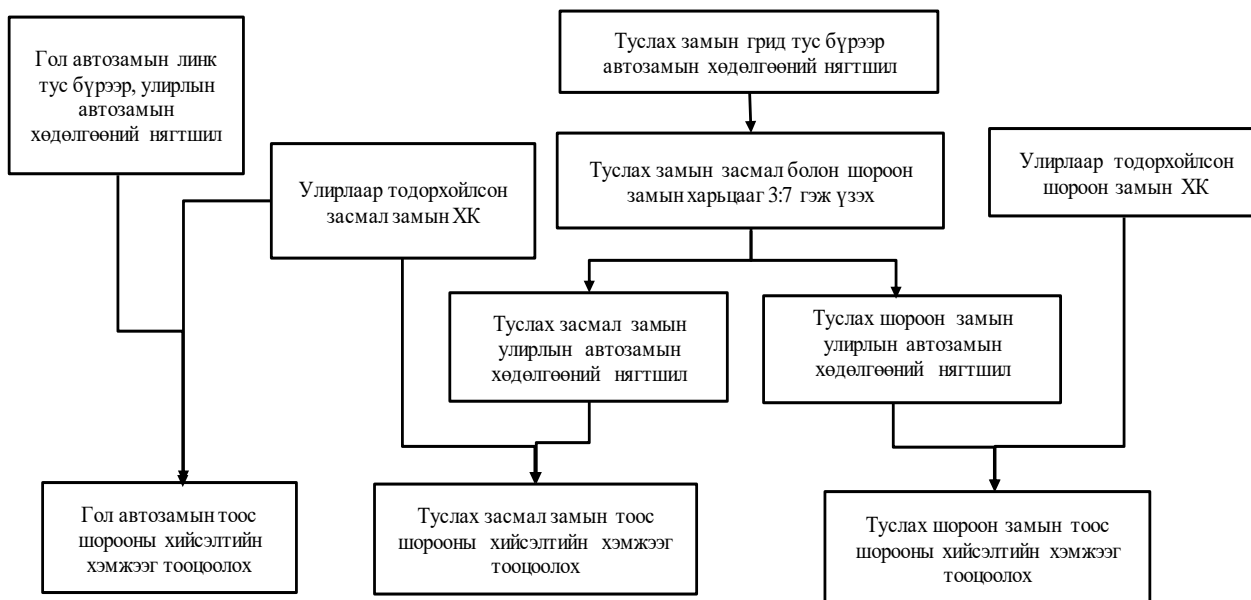 Гол автозамын линк
тус бүрээр, улирлын
автозамын
хөдөлгөөний нягтшил
Туслах замын грид тус бүрээр
автозамын хөдөлгөөний нягтшил
Улирлаар тодорхойлсон
засмал замын ХК
Туслах замын засмал болон шороон
замын харьцааг 3:7 гэж үзэх
Улирлаар тодорхойлсон
шороон замын ХК
Туслах засмал замын
улирлын автозамын
хөдөлгөөний нягтшил
Туслах шороон замын
улирлын автозамын
хөдөлгөөний нягтшил
Гол автозамын тоос
шорооны хийсэлтийн
хэмжээг тооцоолох
Туслах засмал замын тоос
шорооны хийсэлтийн хэмжээг
тооцоолох
Туслах шороон замын тоос
шорооны хийсэлтийн хэмжээг
тооцоолох